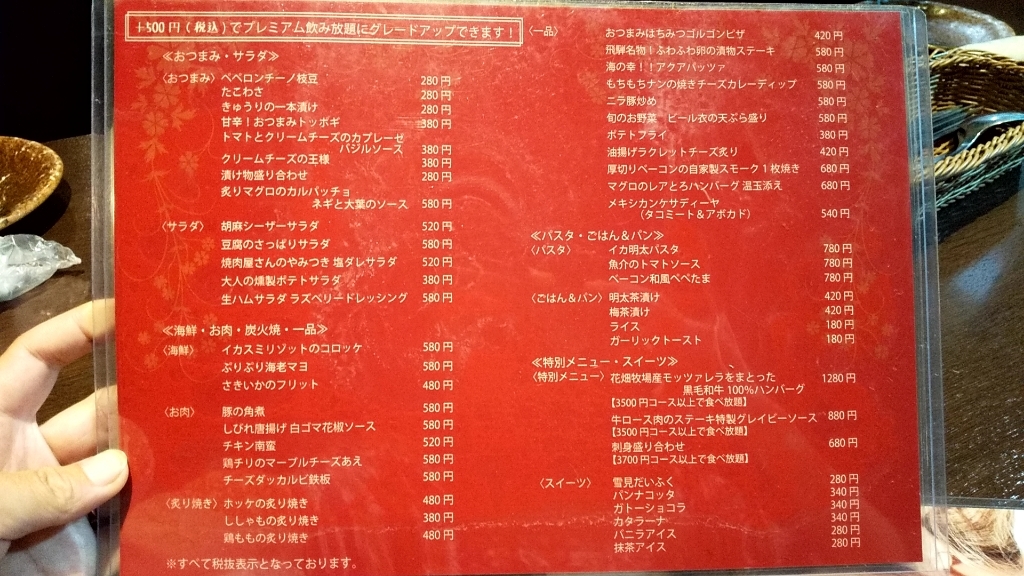 +500円（税込）でプレミアム飲み放題にグレードアップできます！
≪おつまみ・サラダ≫
〈おつまみ〉ペペロンチーノ枝豆 280円
たこわさ 280円
きゅうりの一本漬け 280円
甘辛！おつまみトッポギ 380円
トマトとクリームチーズのカプレーゼ
バジルソース 380円
クリームチーズの王様 380円
漬け物盛り合わせ 280円
炙りマグロのカルパッチョ
ネギと大葉のソース 580円
〈サラダ〉 胡麻シーザーサラダ 520円
豆腐のさっぱりサラダ 580円
焼肉屋さんのやみつき 塩ダレサラダ 520円
大人の燻製ポテトサラダ 380円
生ハムサラダ ラズベリードレッシング 580円
≪海鮮・お肉・炭火焼・一品≫
〈海鮮〉 イカスミリゾットのコロッケ 580円
ぷりぷり海老マヨ 580円
さきいかのフリット 480円
〈お肉〉 豚の角煮 580円
しびれ唐揚げ 白ゴマ花椒ソース 580円
チキン南蛮 520円
鶏チリのマーブルチーズあえ 580円
チーズダッカルビ鉄板 580円
〈炙り焼き〉ホッケの炙り焼き 480円
ししゃもの炙り焼き 380円
鶏ももの炙り焼き 480円
※すべて税抜表示となっております。
〈一品〉 おつまみはちみつゴルゴンピザ 420円
飛騨名物！ふわふわ卵の漬物ステーキ 580円
海の幸！！アクアパッツァ 580円
もちもちナンの焼きチーズカレーディップ 580円
ニラ豚炒め 580円
旬のお野菜 ビール衣の天ぷら盛り 580円
ポテトフライ 380円
油揚げラクレットチーズ炙り 420円
厚切りベーコンの自家製スモーク1枚焼き 680円
マグロのレアとろハンバーグ 温玉添え 680円
メキシカンケサディーヤ
（タコミート＆アボカド） 540円
≪パスタ・ごはん＆パン≫
〈パスタ〉 イカ明太パスタ 780円
魚介のトマトソース 780円
ベーコン和風ペペたま 780円
〈ごはん＆パン〉明太茶漬け 420円
梅茶漬け 420円
ライス 180円
ガーリックトースト 180円
≪特別メニュー・スイーツ≫
〈特別メニュー〉花畑牧場産モッツァレラをまとった 1280円
黒毛和牛 100%ハンバーグ
【3500円コース以上で食べ放題】
牛ロース肉のステーキ特製グレイビーソース 880円
【3500円コース以上で食べ放題】
刺身盛り合わせ 680円
【3700円コース以上で食べ放題】
〈スイーツ〉 雪見だいふく 280円
パンナコッタ 340円
ガトーショコラ 340円
カタラーナ 340円
バニラアイス 280円
抹茶アイス 280円